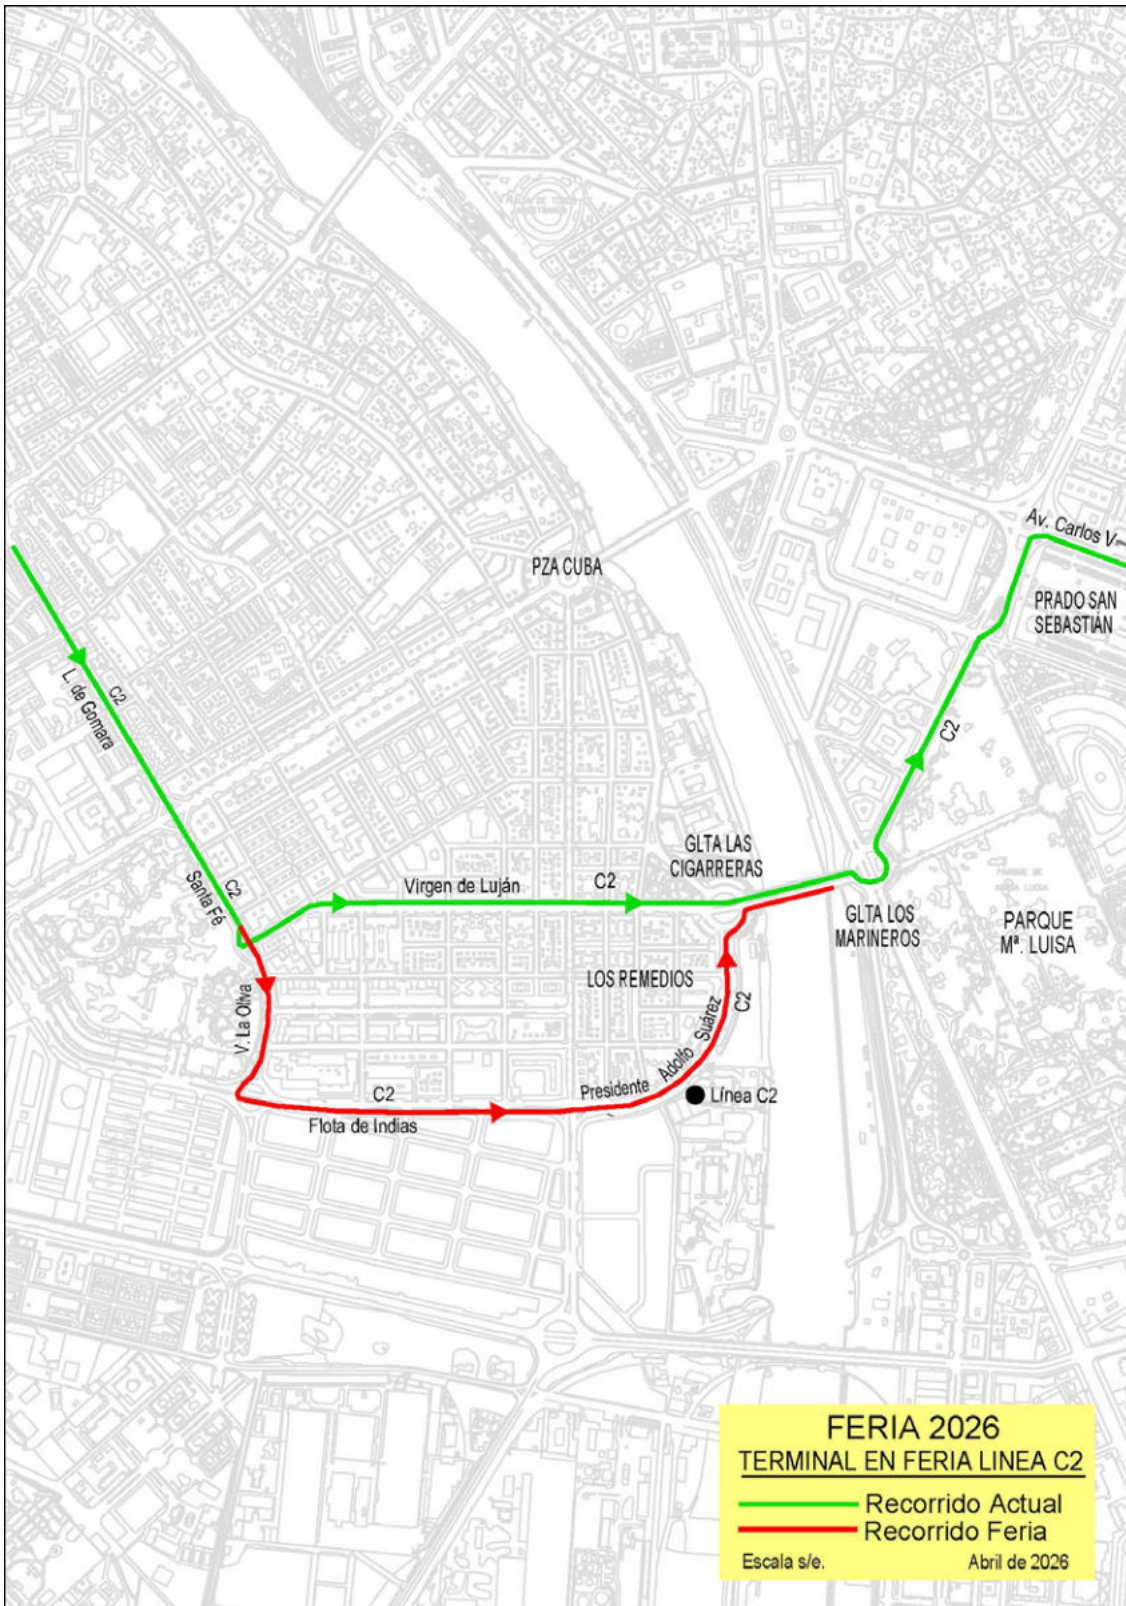 Av. Carlos V
PZA CUBA
PRADO SAN
SEBASTIÁN
L. de Gomara
C2
C2
GLTA LAS
CIGARRERAS
Santa Fé
C2
Virgen de Luján
C2
GLTA LOS
MARINEROS
PARQUE
Mª. LUISA
LOS REMEDIOS
V. La Oliva
C2
Presidente Adolfo Suárez
C2
Línea C2
Flota de Indias
FERIA 2026
TERMINAL EN FERIA LINEA C2
Recorrido Actual
Recorrido Feria
Escala s/e. Abril de 2026